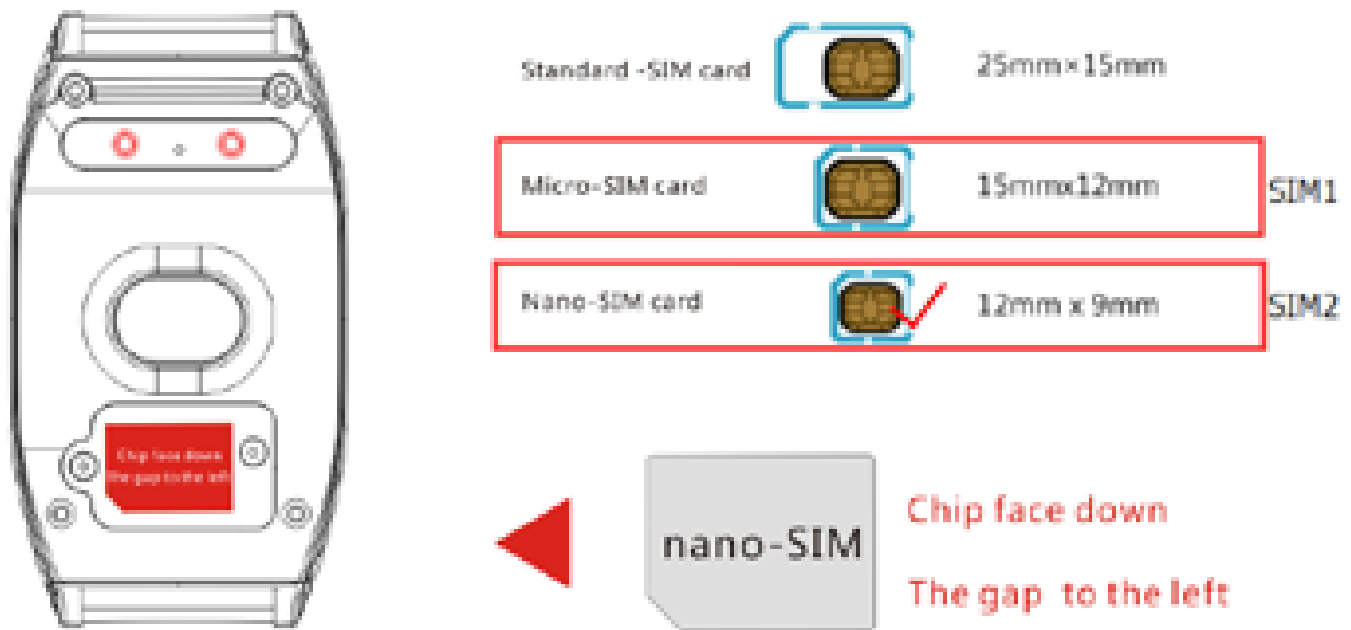 Standard -SIM card 25mm×15mm
Micro-SIM card 15mmx12mm SIM1
Nano-SIM card 12mm x 9mm SIM2
Chip face down
the gap to the left
nano-SIM
Chip face down
The gap to the left